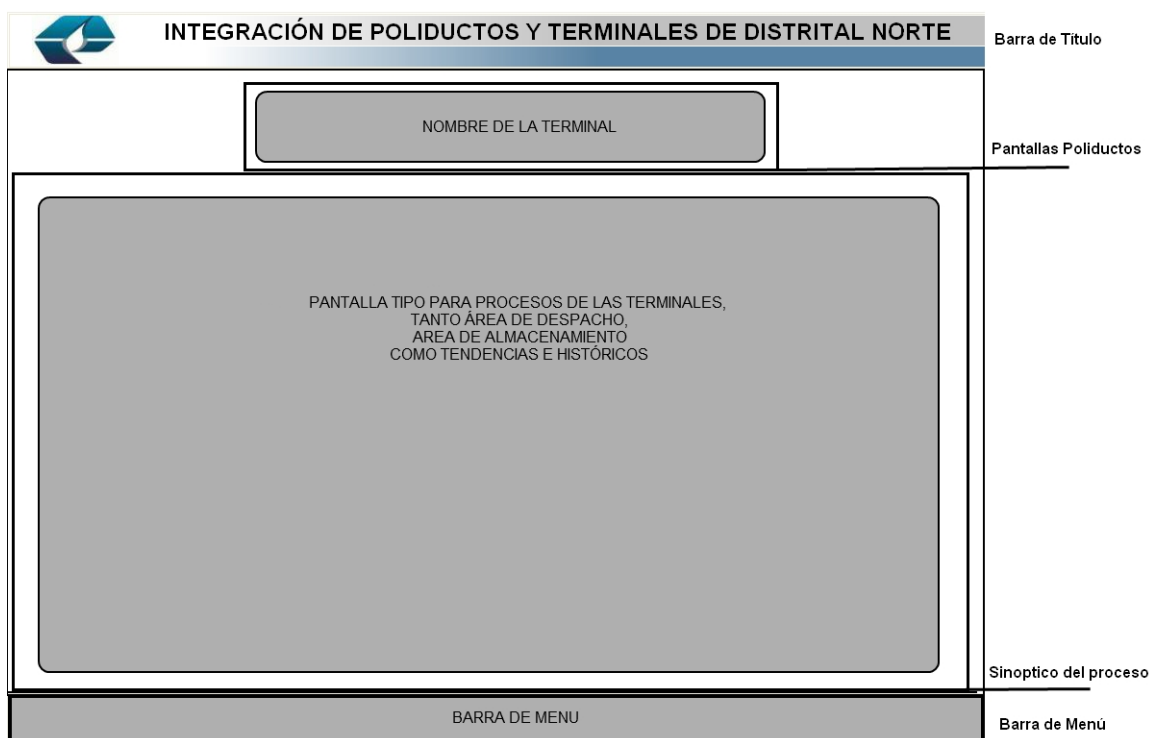 INTEGRACIÓN DE POLIDUCTOS Y TERMINALES DE DISTRITAL NORTE
Barra de Título
NOMBRE DE LA TERMINAL
Pantallas Poliductos
PANTALLA TIPO PARA PROCESOS DE LAS TERMINALES,
TANTO ÁREA DE DESPACHO,
AREA DE ALMACENAMIENTO
COMO TENDENCIAS E HISTÓRICOS
Sinoptico del proceso
BARRA DE MENU
Barra de Menú